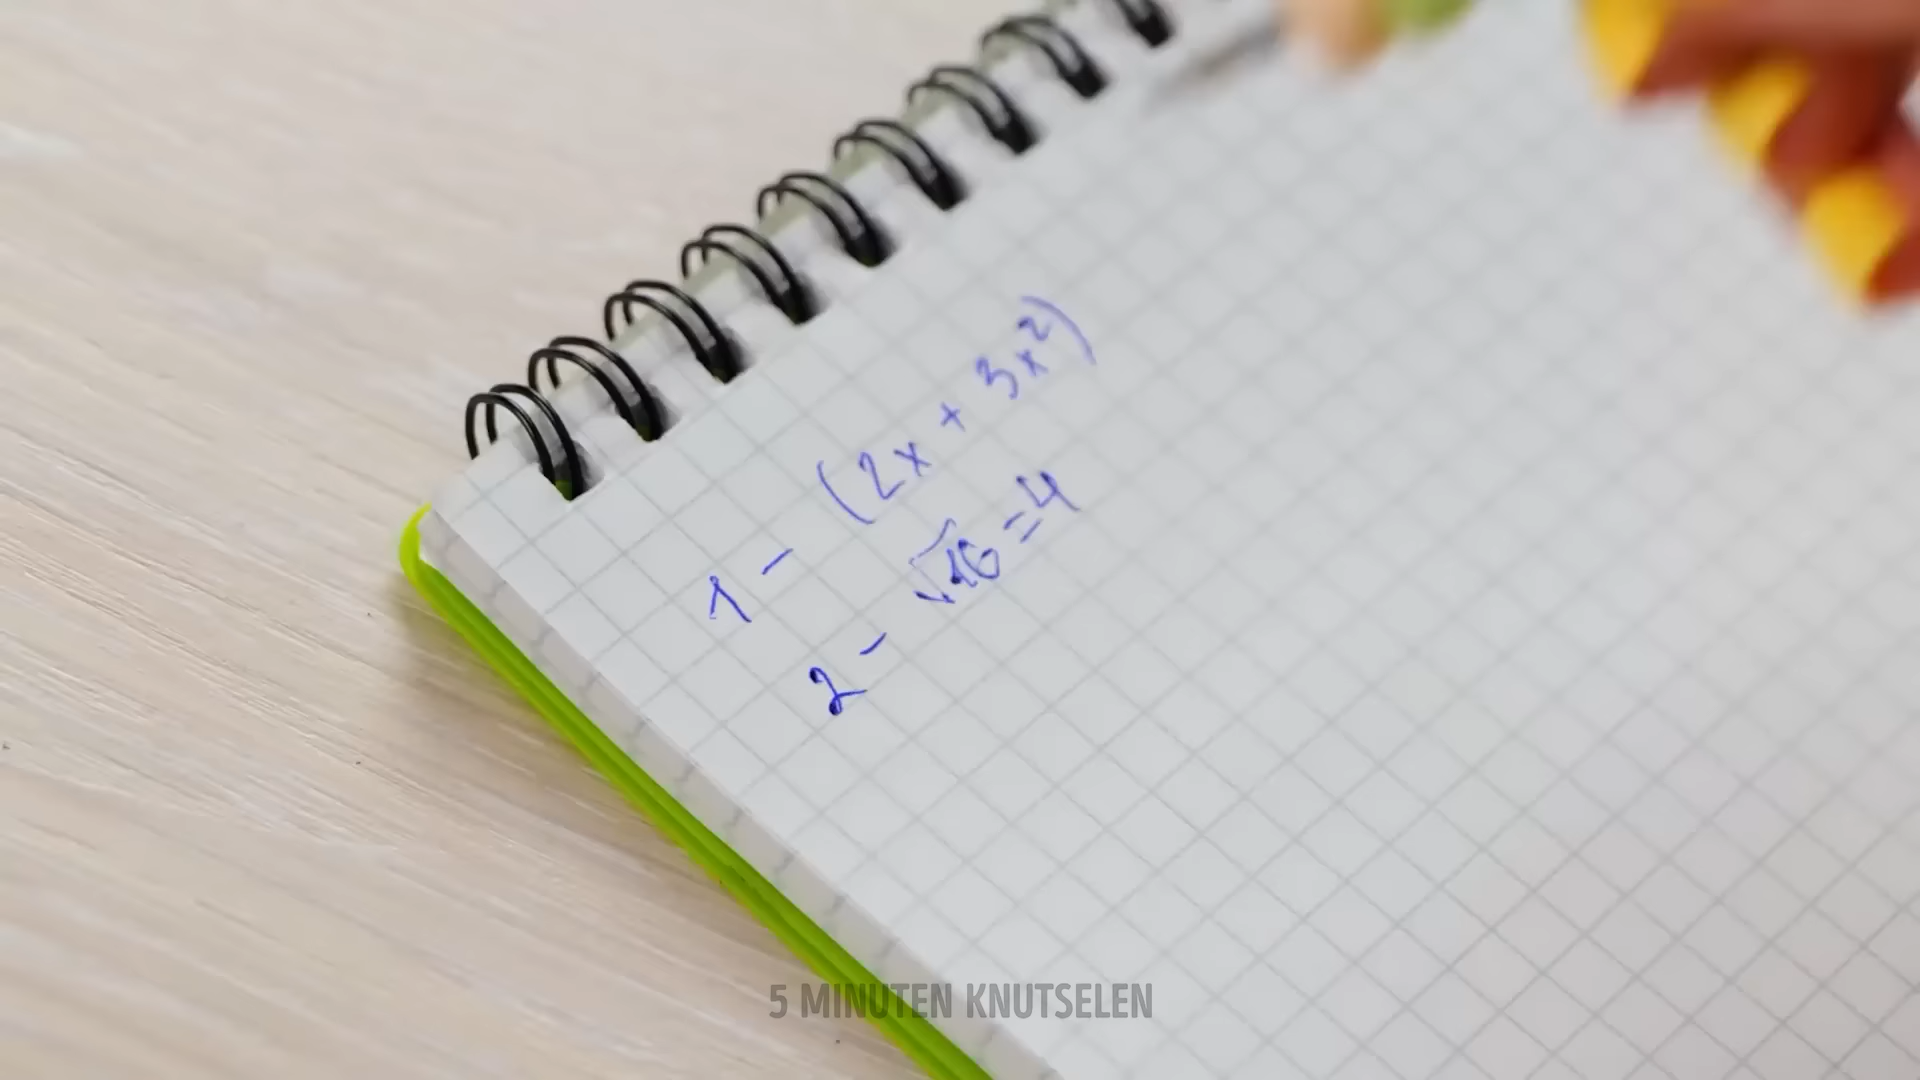 1 - (2x + 3x²)
2 - √16 = 4
5 MINUTEN KNUTSELEN